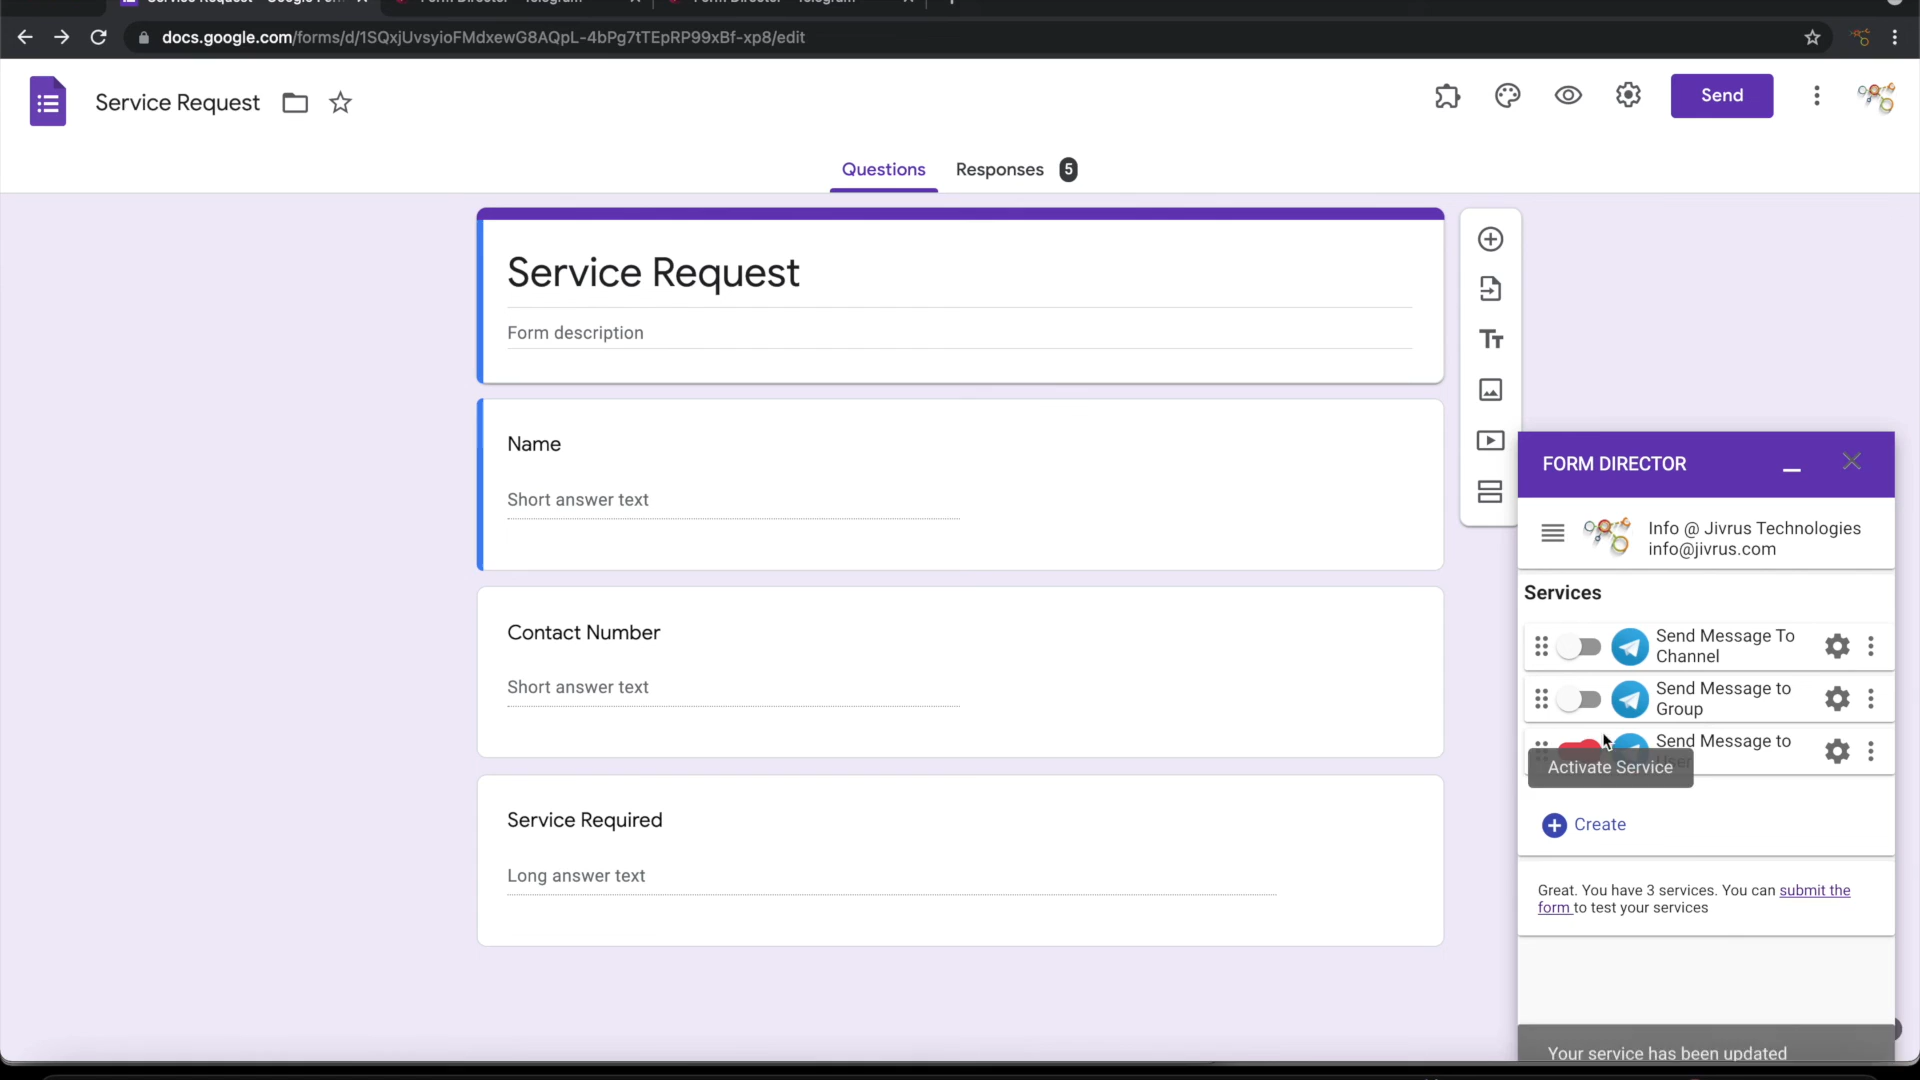 docs.google.com/forms/d/1SQxjUvsyioFMdxewG8AQpL-4bPg7tTEpRP99xBf-xp8/edit
Service Request
Send
Questions
Responses
5
Service Request
Form description
Name
Short answer text
Contact Number
Short answer text
Service Required
Long answer text
FORM DIRECTOR
Info @ Jivrus Technologies
info@jivrus.com
Services
Send Message To
Channel
Send Message to
Group
Send Message to
User
Activate Service
Create
Great. You have 3 services. You can submit the
form to test your services
Your service has been updated